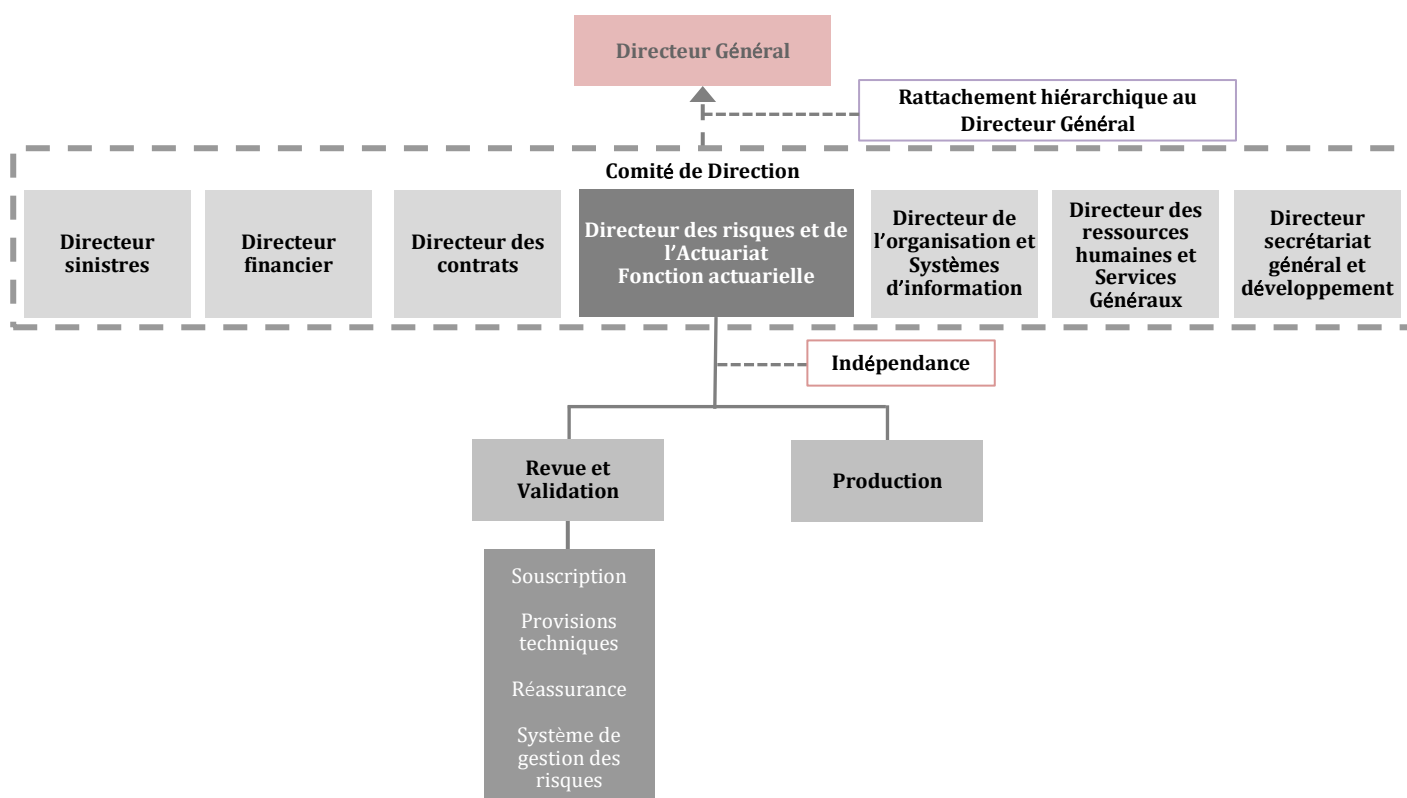 Directeur Général
Rattachement hiérarchique au
Directeur Général
Comité de Direction
Directeur
sinistres
Directeur
financier
Directeur des
contrats
Directeur des risques et de
l’Actuariat
Fonction actuarielle
Directeur de
l’organisation et
Systèmes
d’information
Directeur des
ressources
humaines et
Services
Généraux
Directeur
secrétariat
général et
développement
Indépendance
Revue et
Validation
Production
Souscription
Provisions
techniques
Réassurance
Système de
gestion des
risques